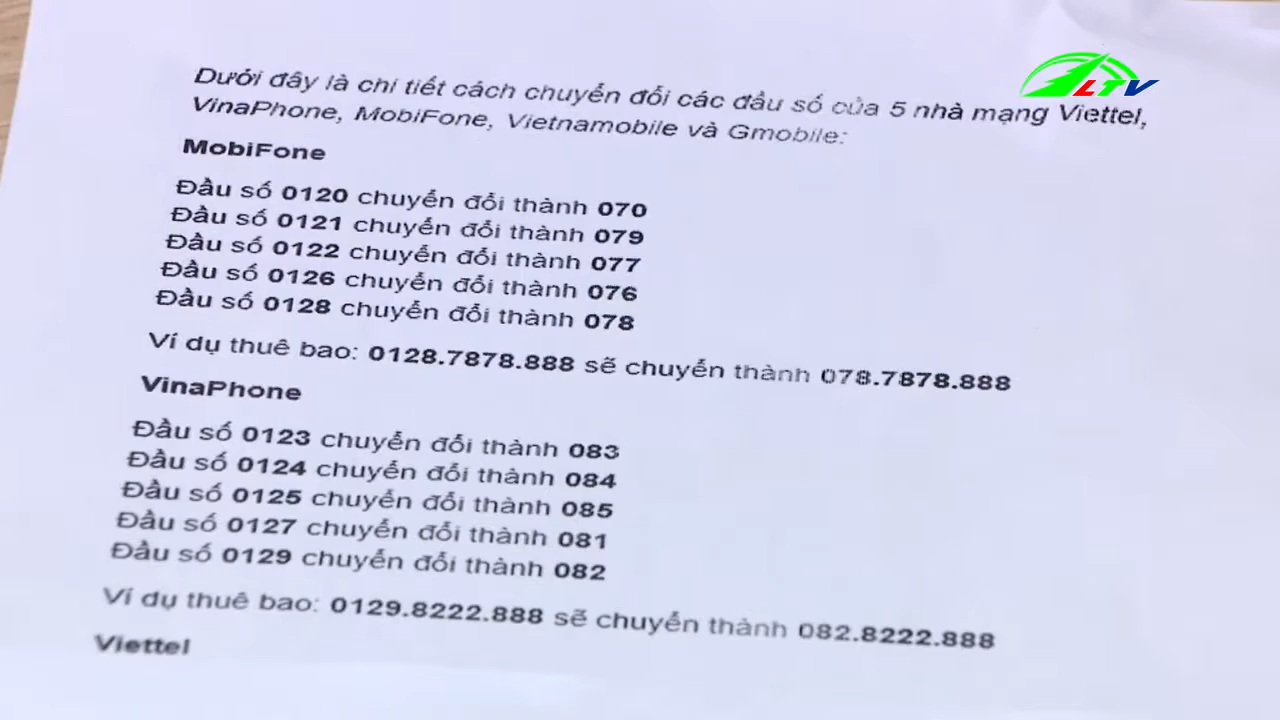 LTV
Dưới đây là chi tiết cách chuyển đổi các đầu số của 5 nhà mạng Viettel,
VinaPhone, MobiFone, Vietnamobile và Gmobile:
MobiFone
Đầu số 0120 chuyển đổi thành 070
Đầu số 0121 chuyển đổi thành 079
Đầu số 0122 chuyển đổi thành 077
Đầu số 0126 chuyển đổi thành 076
Đầu số 0128 chuyển đổi thành 078
Ví dụ thuê bao: 0128.7878.888 sẽ chuyển thành 078.7878.888
VinaPhone
Đầu số 0123 chuyển đổi thành 083
Đầu số 0124 chuyển đổi thành 084
Đầu số 0125 chuyển đổi thành 085
Đầu số 0127 chuyển đổi thành 081
Đầu số 0129 chuyển đổi thành 082
Ví dụ thuê bao: 0129.8222.888 sẽ chuyển thành 082.8222.888
Viettel